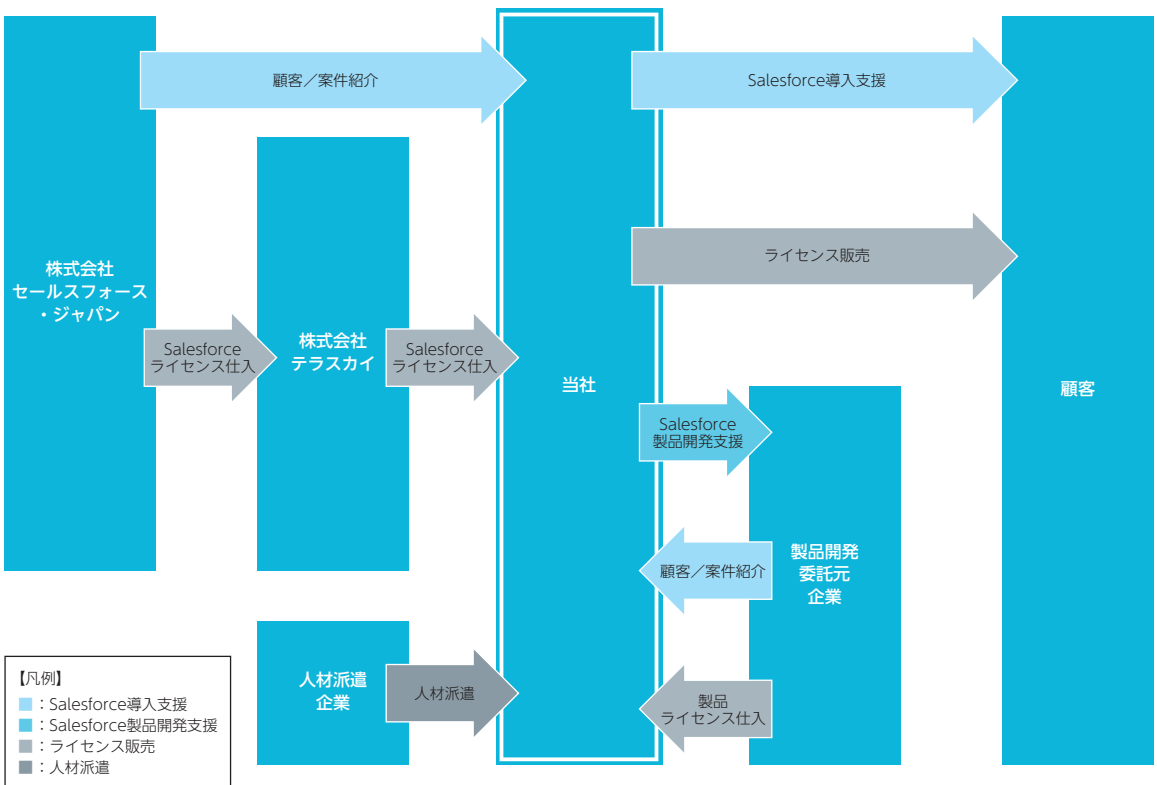 顧客／案件紹介
Salesforce導入支援
ライセンス販売
株式会社
セールスフォース
・ジャパン
Salesforce
ライセンス仕入
株式会社
テラスカイ
Salesforce
ライセンス仕入
当社
顧客
Salesforce
製品開発支援
顧客／案件紹介
製品開発
委託元
企業
人材派遣
企業
人材派遣
製品
ライセンス仕入
【凡例】
■：Salesforce導入支援
■：Salesforce製品開発支援
■：ライセンス販売
■：人材派遣